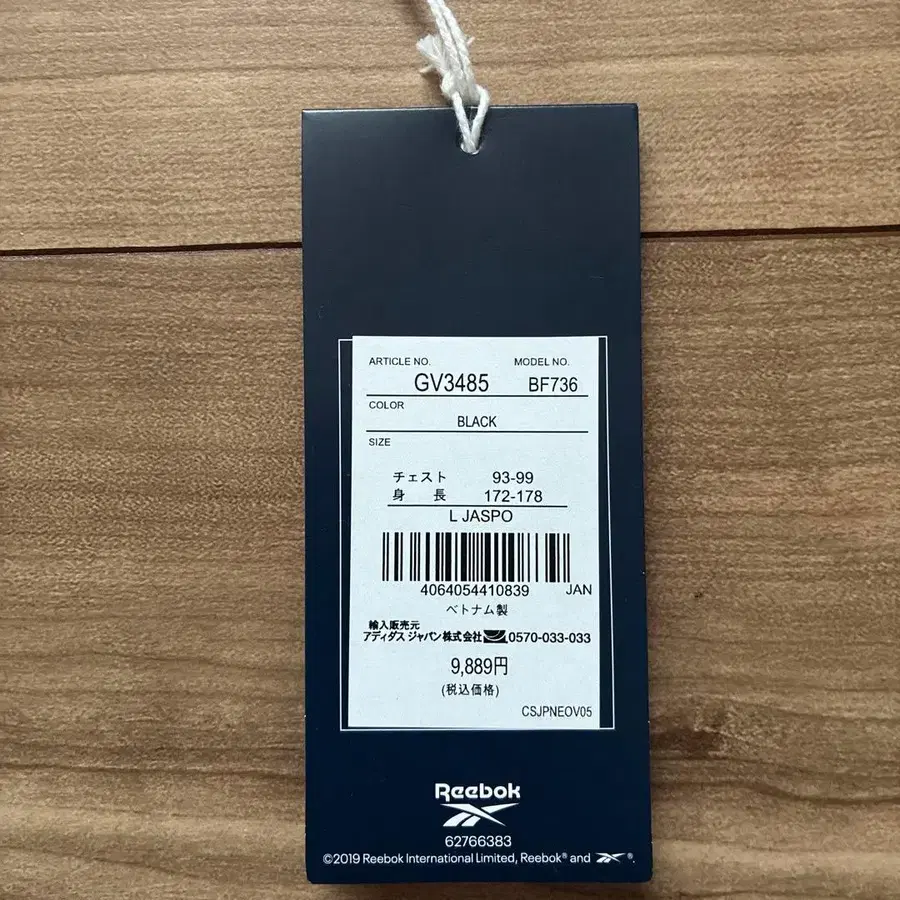 ARTICLE NO. MODEL NO.
GV3485 BF736
COLOR
BLACK
SIZE
チェスト 93-99
身 長 172-178
L JASPO
4064054410839 JAN
ベトナム製
輸入販売元
アディダス ジャパン株式会社 0570-033-033
9,889円
(税込価格)
CSJPNEOV05
Reebok
62766383
©2019 Reebok International Limited, Reebok® and ®.